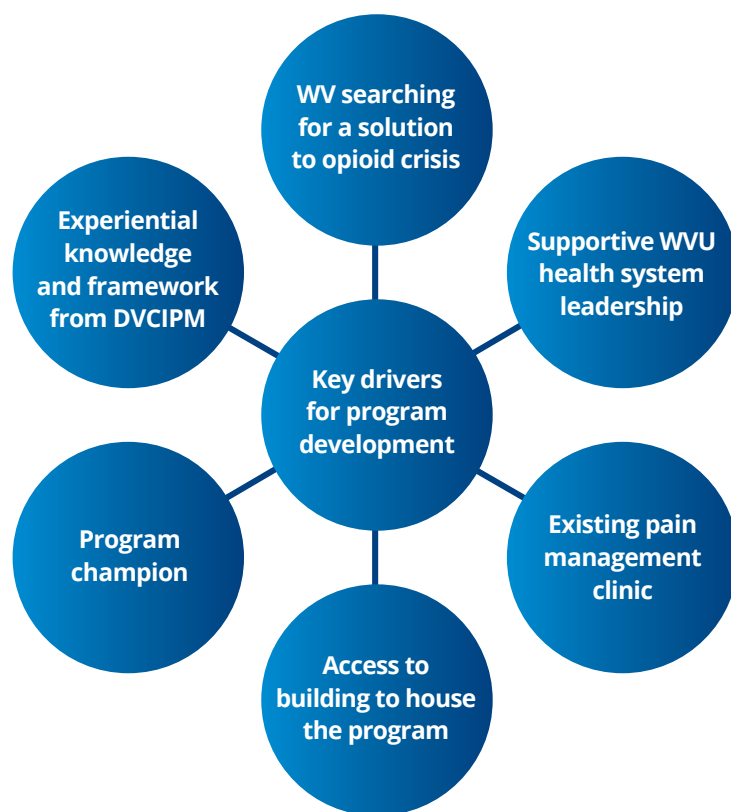 WV searching
for a solution
to opioid crisis
Experiential
knowledge
and framework
from DVCIPM
Supportive WVU
health system
leadership
Key drivers
for program
development
Program
champion
Existing pain
management
clinic
Access to
building to house
the program